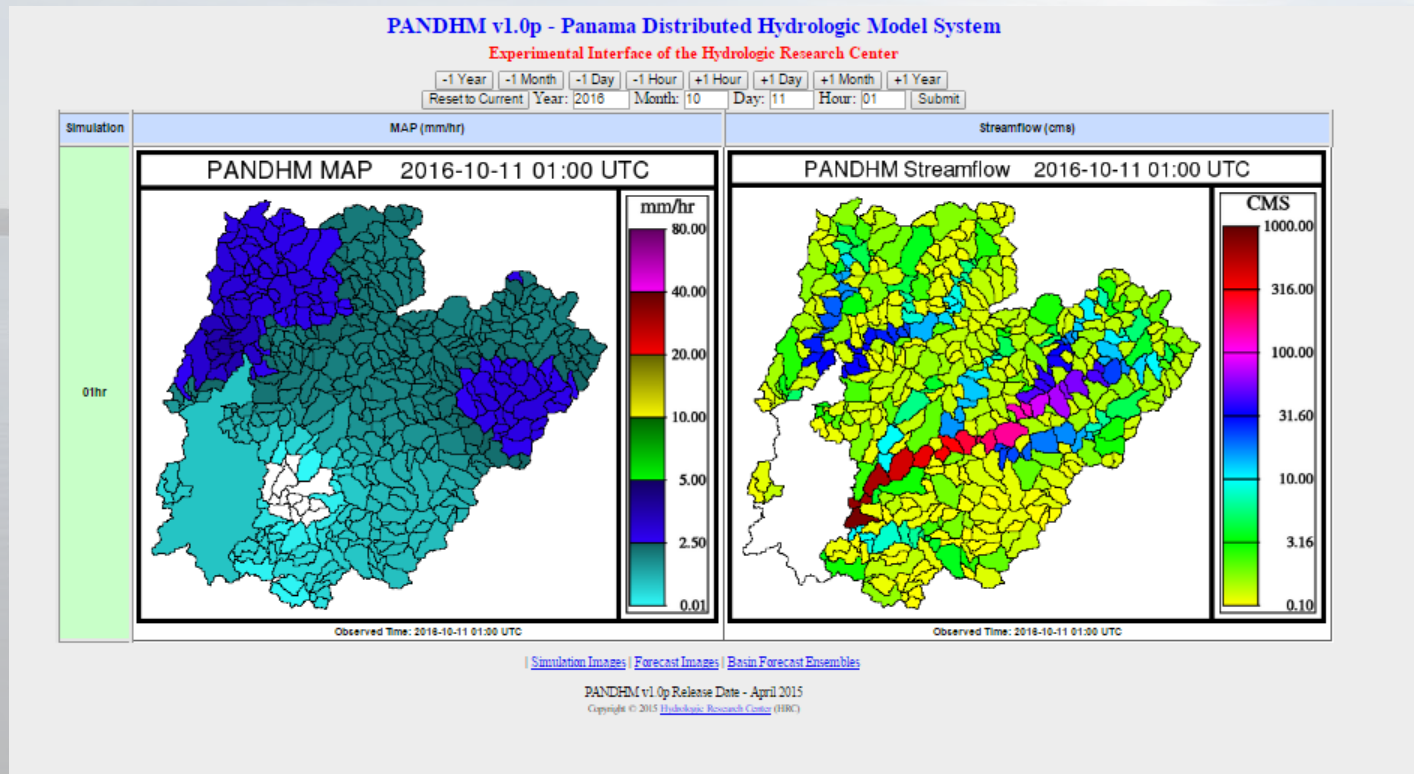 PANDHM v1.0p - Panama Distributed Hydrologic Model System
Experimental Interface of the Hydrologic Research Center
-1 Year -1 Month -1 Day -1 Hour +1 Hour +1 Day +1 Month +1 Year
Reset to Current Year: 2016 Month: 10 Day: 11 Hour: 01 Submit
Simulation MAP (mm/hr) Streamflow (cms)
01hr
PANDHM MAP 2016-10-11 01:00 UTC
mm/hr
80.00
40.00
20.00
10.00
5.00
2.50
0.01
Observed Time: 2016-10-11 01:00 UTC
PANDHM Streamflow 2016-10-11 01:00 UTC
CMS
1000.00
316.00
100.00
31.60
10.00
3.16
0.10
Observed Time: 2016-10-11 01:00 UTC
| Simulation Images | Forecast Images | Basin Forecast Ensembles
PANDHM v1.0p Release Date - April 2015
Copyright © 2015 Hydrologic Research Center (HRC)